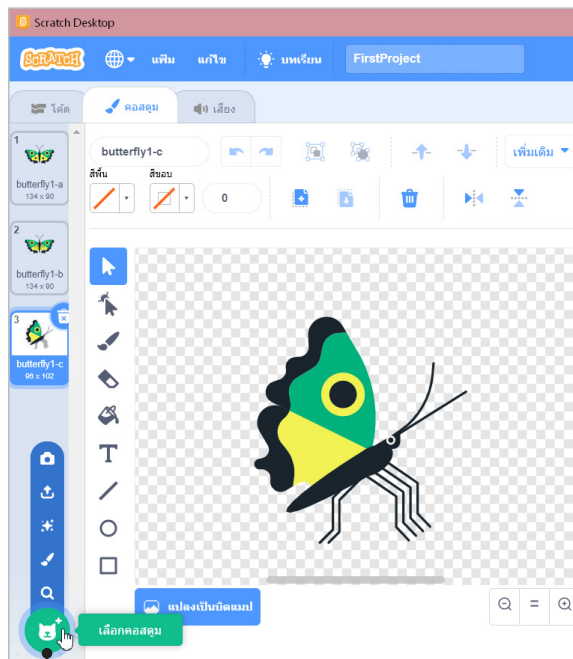 Scratch Desktop
SCRATCH แฟ้ม แก้ไข บทเรียน FirstProject
โค้ด คอสตูม เสียง
1
butterfly1-a
134 x 90
2
butterfly1-b
134 x 90
3
butterfly1-c
96 x 102
butterfly1-c เพิ่มเติม
สีพื้น สีขอบ
0
T
แปลงเป็นบิตแมป
เลือกคอสตูม